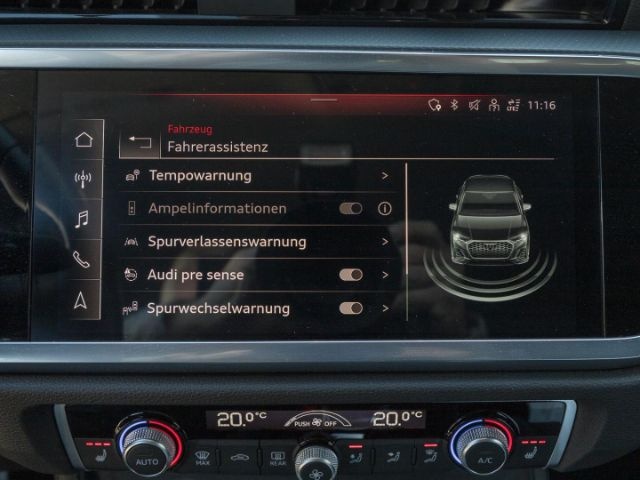 LTE 11:16
Fahrzeug
Fahrerassistenz
Tempowarnung
Ampelinformationen
Spurverlassenswarnung
Audi pre sense
Spurwechselwarnung
20.0°C PUSH OFF 20.0°C
AUTO MAX REAR A/C